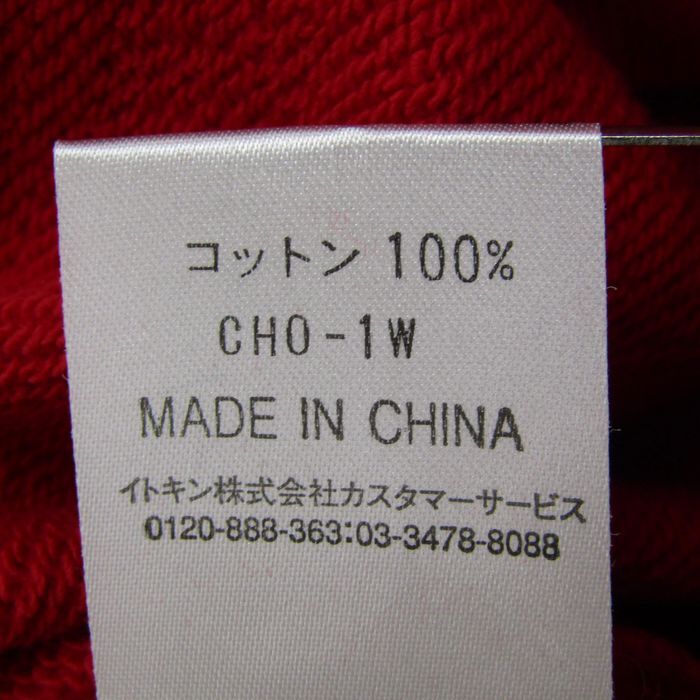 コットン 100%
CHO-1W
MADE IN CHINA
イトキン株式会社カスタマーサービス
0120-888-363:03-3478-8088